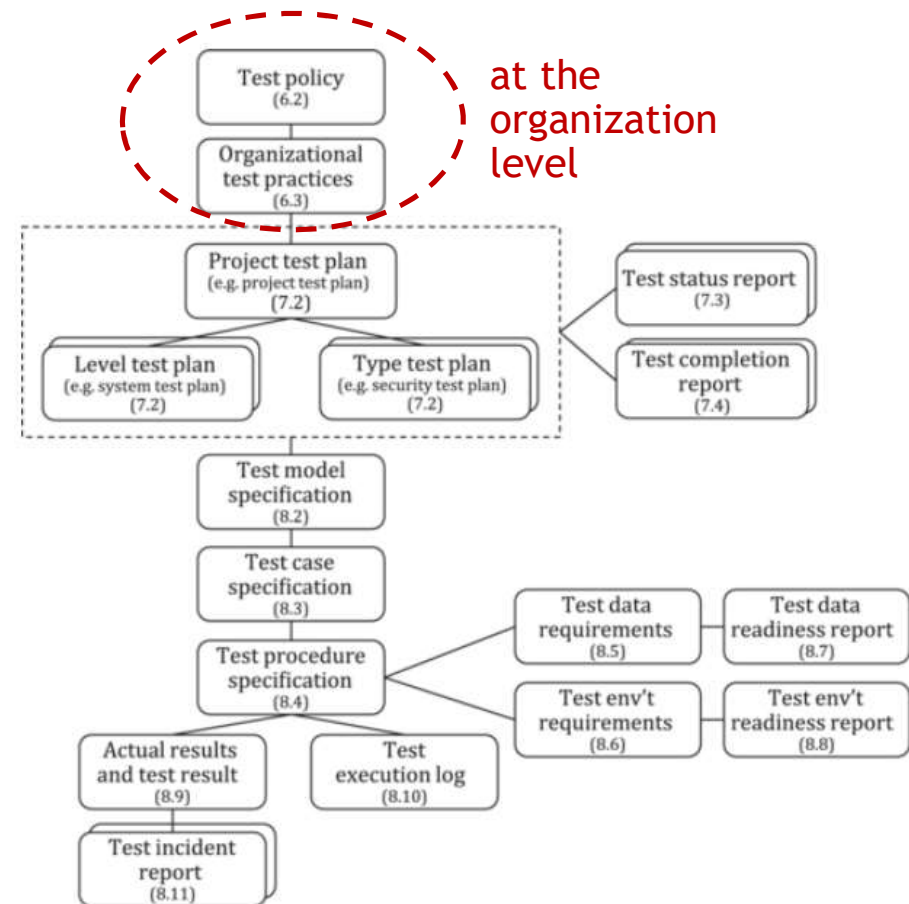 Test policy
(6.2)
at the
organization
level
Organizational
test practices
(6.3)
Project test plan
(e.g. project test plan)
(7.2)
Level test plan
(e.g. system test plan)
(7.2)
Type test plan
(e.g. security test plan)
(7.2)
Test status report
(7.3)
Test completion
report
(7.4)
Test model
specification
(8.2)
Test case
specification
(8.3)
Test procedure
specification
(8.4)
Test data
requirements
(8.5)
Test data
readiness report
(8.7)
Test env't
requirements
(8.6)
Test env't
readiness report
(8.8)
Actual results
and test result
(8.9)
Test
execution log
(8.10)
Test incident
report
(8.11)